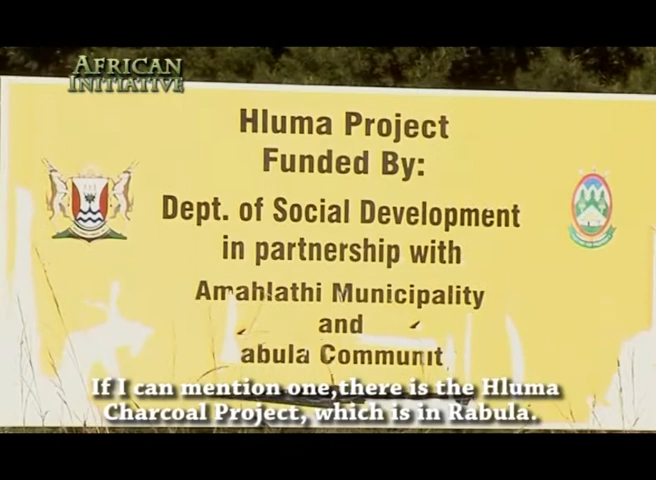 AFRICAN
INITIATIVE
Hluma Project
Funded By:
Dept. of Social Development
in partnership with
Amahlathi Municipality
and
abula Communit
If I can mention one,there is the Hluma
Charcoal Project, which is in Rabula.